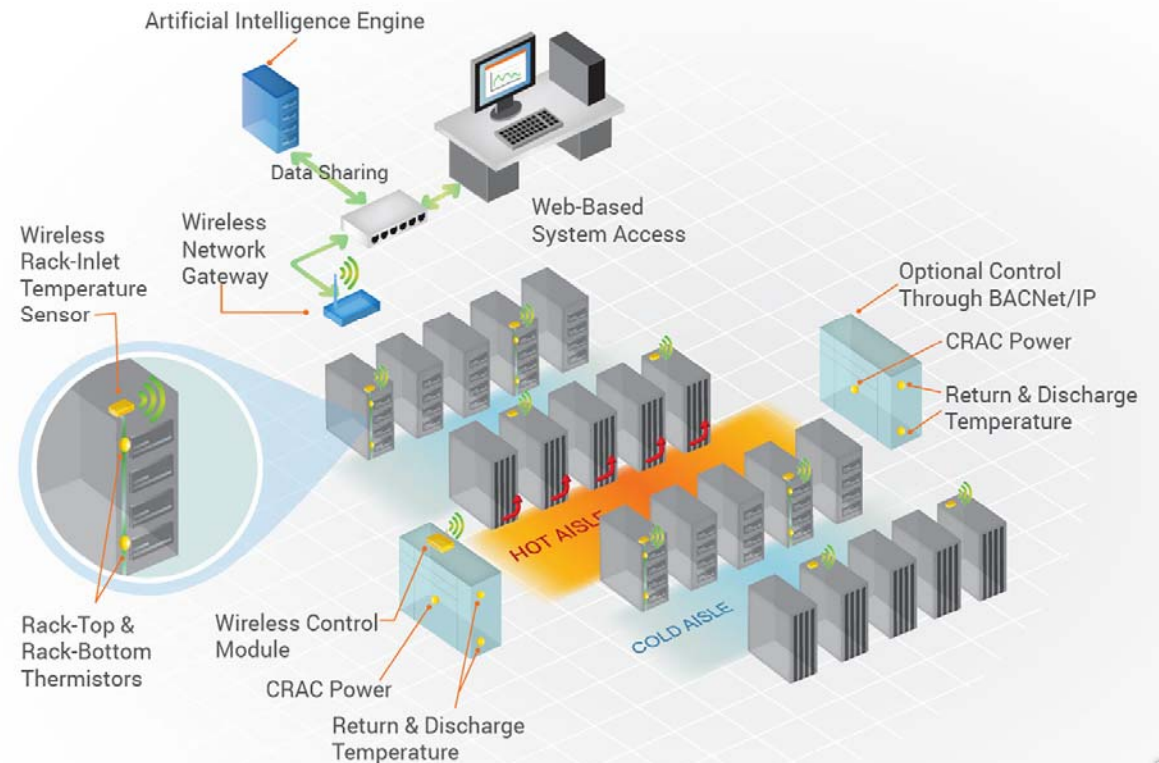 Artificial Intelligence Engine
Data Sharing
Web-Based
System Access
Wireless
Network
Gateway
Wireless
Rack-Inlet
Temperature
Sensor
Optional Control
Through BACNet/IP
CRAC Power
Return & Discharge
Temperature
HOT AISLE
COLD AISLE
Rack-Top &
Rack-Bottom
Thermistors
Wireless Control
Module
CRAC Power
Return & Discharge
Temperature